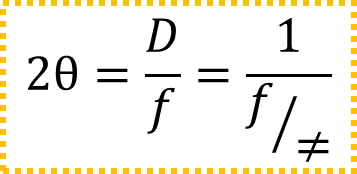 2θ = D/f = 1/(f/≠)